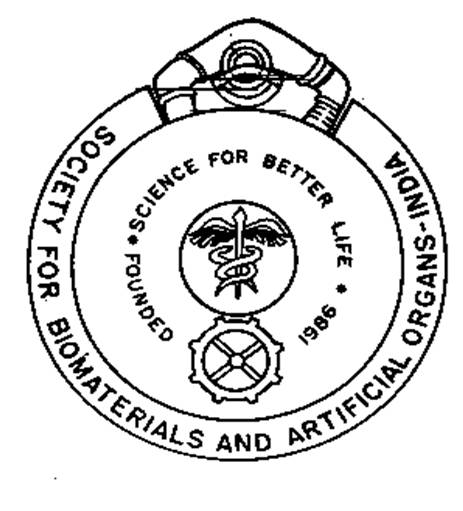 SOCIETY FOR BIOMATERIALS AND ARTIFICIAL ORGANS-INDIA
* SCIENCE FOR BETTER LIFE *
FOUNDED 1986